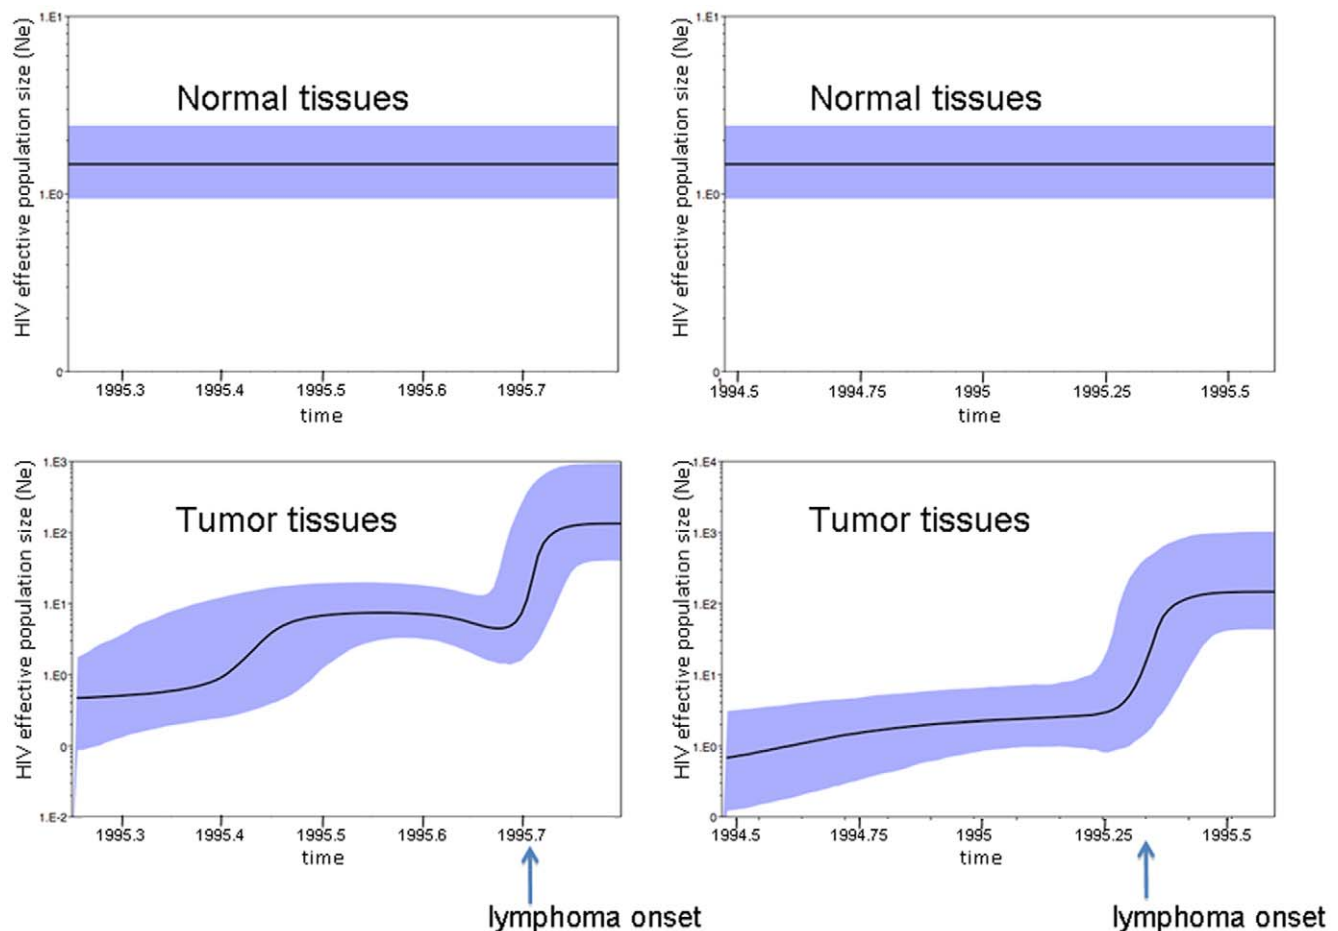 1.E1
HIV effective population size (Ne)
Normal tissues
1.E0
0
1995.3 1995.4 1995.5 1995.6 1995.7
time
1.E1
HIV effective population size (Ne)
Normal tissues
1.E0
0
1994.5 1994.75 1995 1995.25 1995.5
time
1.E3
HIV effective population size (Ne)
Tumor tissues
1.E2
1.E1
1.E0
0
1.E-2
1995.3 1995.4 1995.5 1995.6 1995.7
time
lymphoma onset
1.E4
HIV effective population size (Ne)
Tumor tissues
1.E3
1.E2
1.E1
1.E0
0
1994.5 1994.75 1995 1995.25 1995.5
time
lymphoma onset